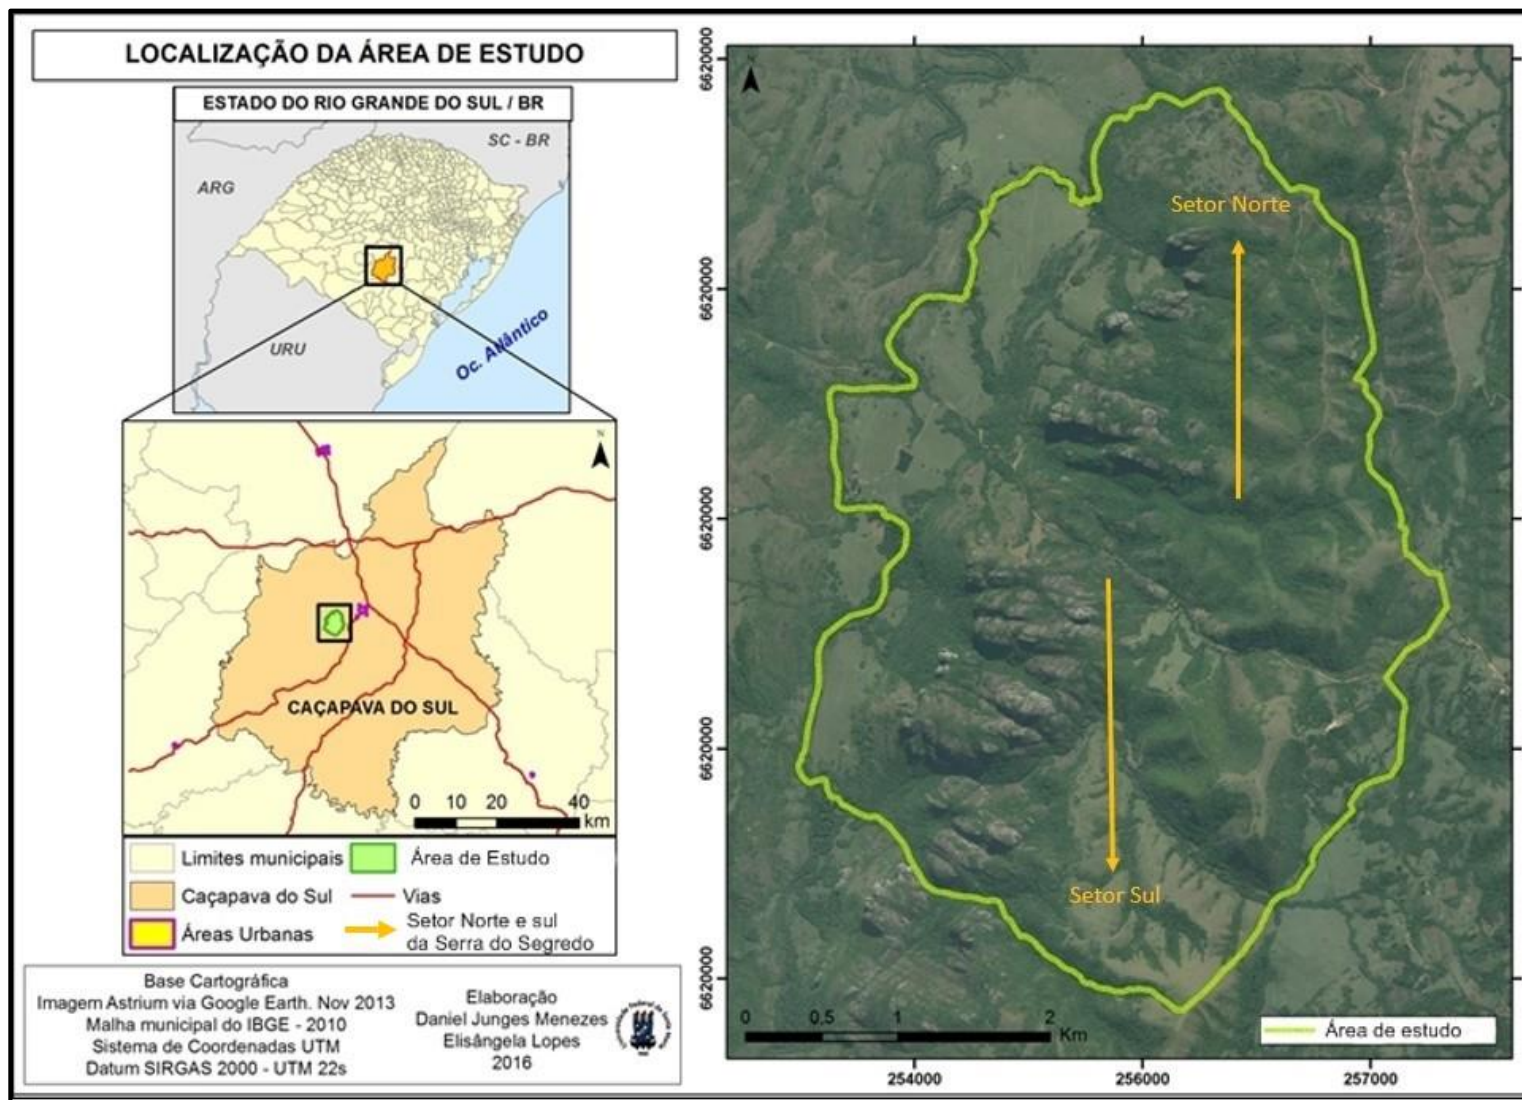 LOCALIZAÇÃO DA ÁREA DE ESTUDO
ESTADO DO RIO GRANDE DO SUL / BR
SC - BR
ARG
URU
Oc. Atlântico
N
CAÇAPAVA DO SUL
0 10 20 40
km
Limites municipais
Área de Estudo
Caçapava do Sul
Vias
Áreas Urbanas
Setor Norte e sul
da Serra do Segredo
Base Cartográfica
Imagem Astrium via Google Earth. Nov 2013
Malha municipal do IBGE - 2010
Sistema de Coordenadas UTM
Datum SIRGAS 2000 - UTM 22s
Elaboração
Daniel Junges Menezes
Elisângela Lopes
2016
N
6620000
6620000
6620000
6620000
6620000
Setor Norte
Setor Sul
0 0.5 1 2
Km
Área de estudo
254000
256000
257000